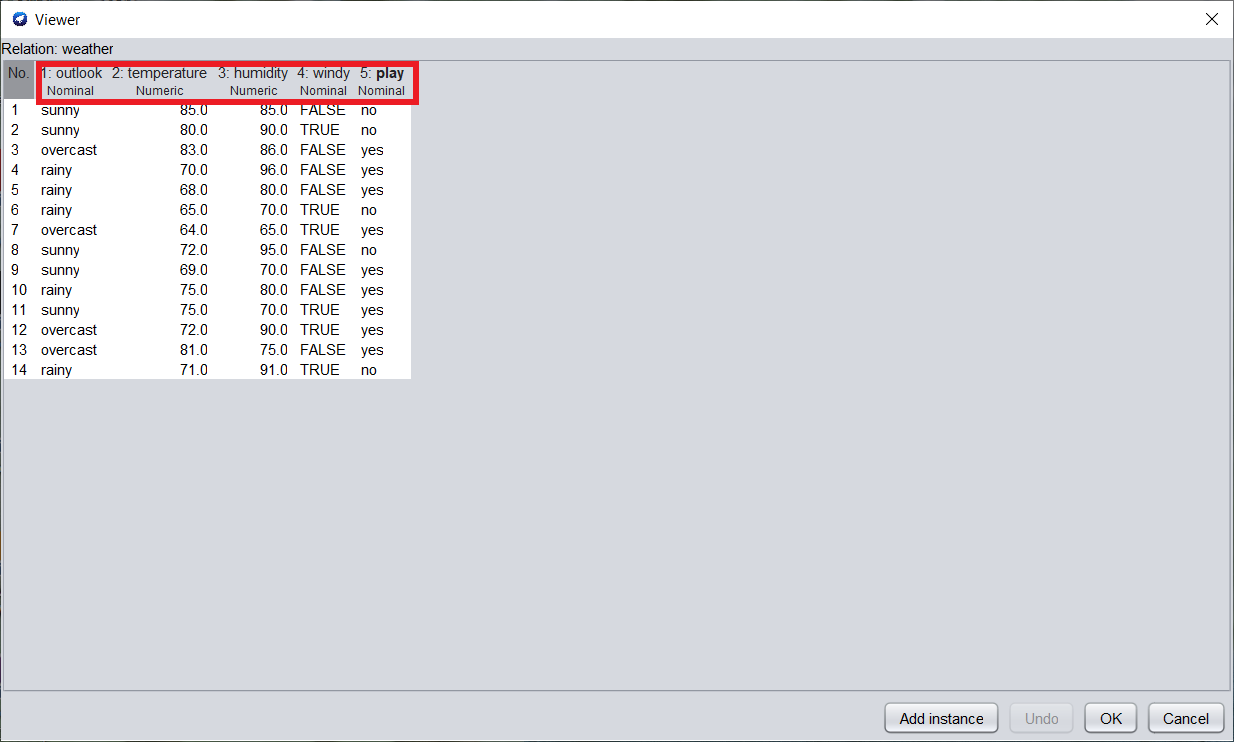 Viewer
Relation: weather
No. 1: outlook 2: temperature 3: humidity 4: windy 5: play
Nominal Numeric Numeric Nominal Nominal
1 sunny 85.0 85.0 FALSE no
2 sunny 80.0 90.0 TRUE no
3 overcast 83.0 86.0 FALSE yes
4 rainy 70.0 96.0 FALSE yes
5 rainy 68.0 80.0 FALSE yes
6 rainy 65.0 70.0 TRUE no
7 overcast 64.0 65.0 TRUE yes
8 sunny 72.0 95.0 FALSE no
9 sunny 69.0 70.0 FALSE yes
10 rainy 75.0 80.0 FALSE yes
11 sunny 75.0 70.0 TRUE yes
12 overcast 72.0 90.0 TRUE yes
13 overcast 81.0 75.0 FALSE yes
14 rainy 71.0 91.0 TRUE no
Add instance Undo OK Cancel